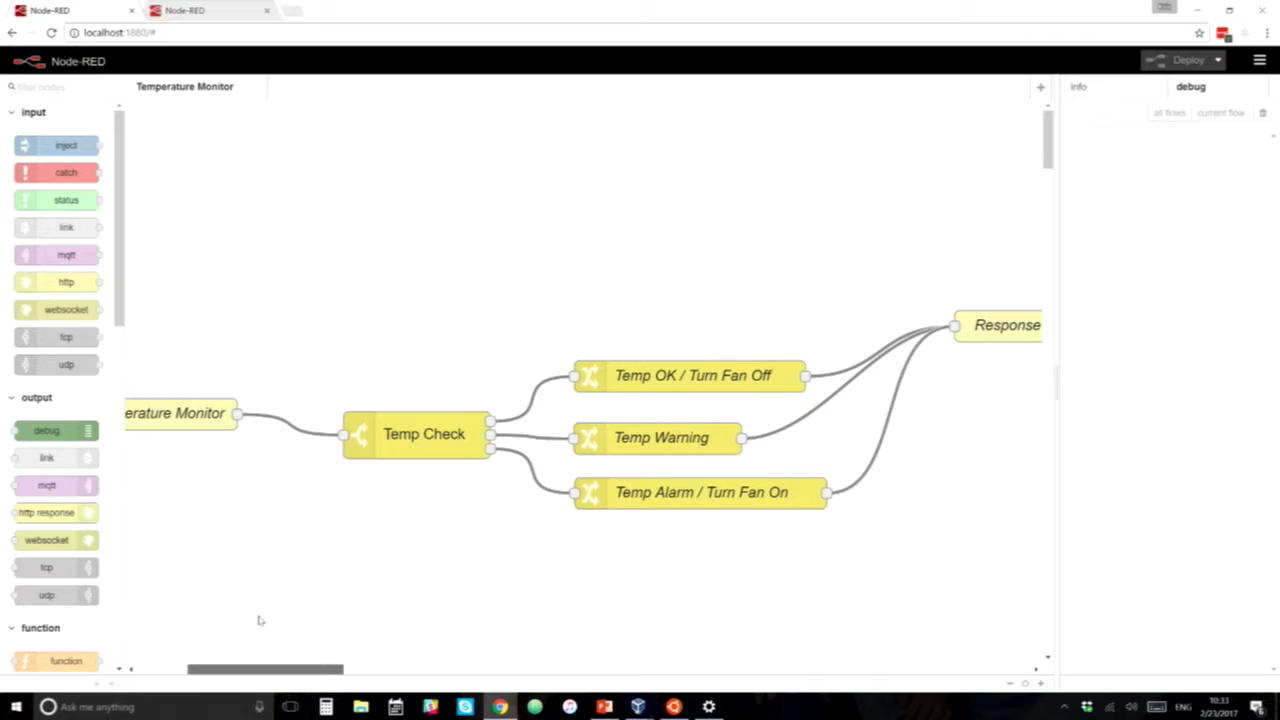 Node-RED
Node-RED
localhost:1880/#
Node-RED
Deploy
filter nodes
Temperature Monitor
info
debug
all flows
current flow
input
inject
catch
status
link
mqtt
http
websocket
tcp
udp
output
debug
link
mqtt
http response
websocket
tcp
udp
function
function
erature Monitor
Temp Check
Temp OK / Turn Fan Off
Temp Warning
Temp Alarm / Turn Fan On
Response
Ask me anything
ENG
10:33
2/23/2017